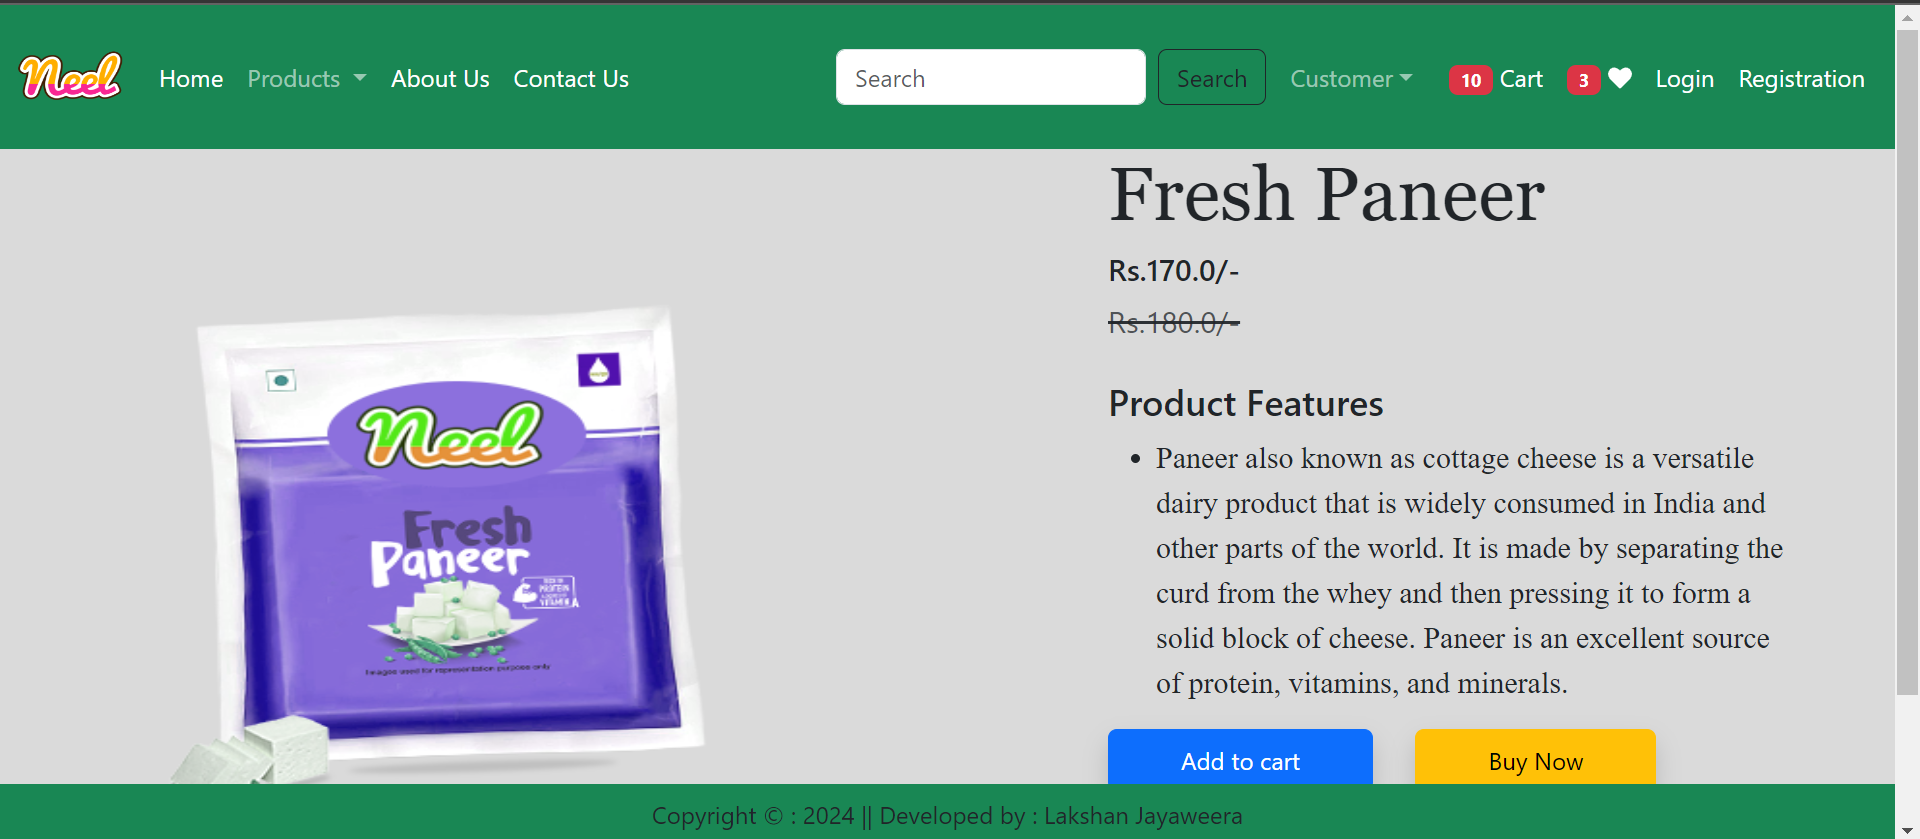 Neel
Home Products About Us Contact Us Search Search Customer 10 Cart 3 Login Registration
Fresh Paneer
Rs.170.0/-
Rs.180.0/-
Product Features
Paneer also known as cottage cheese is a versatile
dairy product that is widely consumed in India and
other parts of the world. It is made by separating the
curd from the whey and then pressing it to form a
solid block of cheese. Paneer is an excellent source
of protein, vitamins, and minerals.
Add to cart Buy Now
Neel
Fresh
Paneer
PROTEIN
VITAMIN A
Images used for representation purpose only
Copyright © : 2024 || Developed by : Lakshan Jayaweera